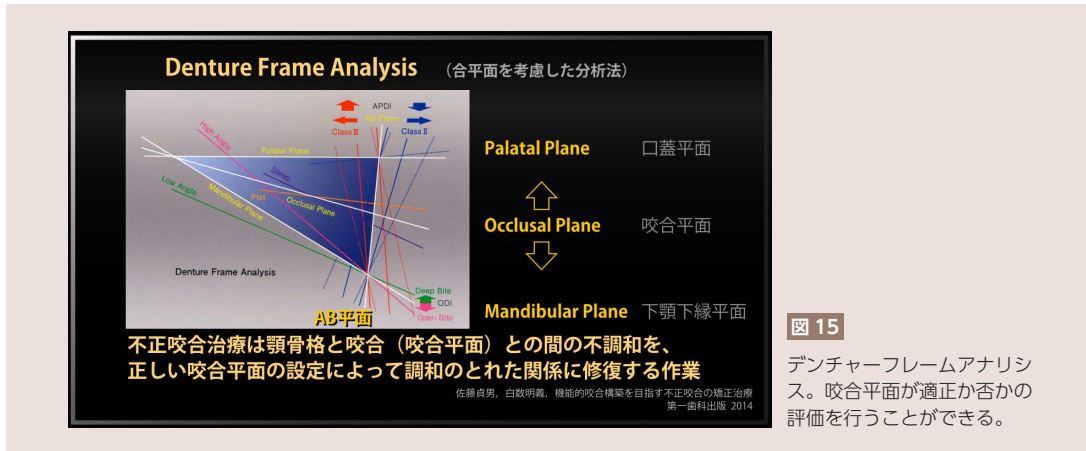 Denture Frame Analysis （合平面を考慮した分析法）
APDI
AB Plane
Class Ⅲ
Class Ⅱ
High Angle
Palatal Plane
Steep
Low Angle
Mandibular Plane
Flat
Occlusal Plane
Denture Frame Analysis
Deep Bite
ODI
Open Bite
AB平面
Palatal Plane 口蓋平面
Occlusal Plane 咬合平面
Mandibular Plane 下顎下縁平面
不正咬合治療は顎骨格と咬合（咬合平面）との間の不調和を、
正しい咬合平面の設定によって調和のとれた関係に修復する作業
佐藤貞男，白数明義，機能的咬合構築を目指す不正咬合の矯正治療
第一歯科出版 2014
図 15
デンチャーフレームアナリシ
ス。咬合平面が適正か否かの
評価を行うことができる。